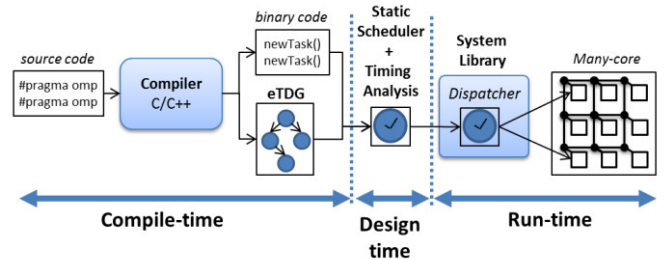 source code
#pragma omp
#pragma omp
Compiler
C/C++
binary code
newTask()
newTask()
eTDG
Static
Scheduler
+
Timing
Analysis
System
Library
Dispatcher
Many-core
Compile-time
Design
time
Run-time